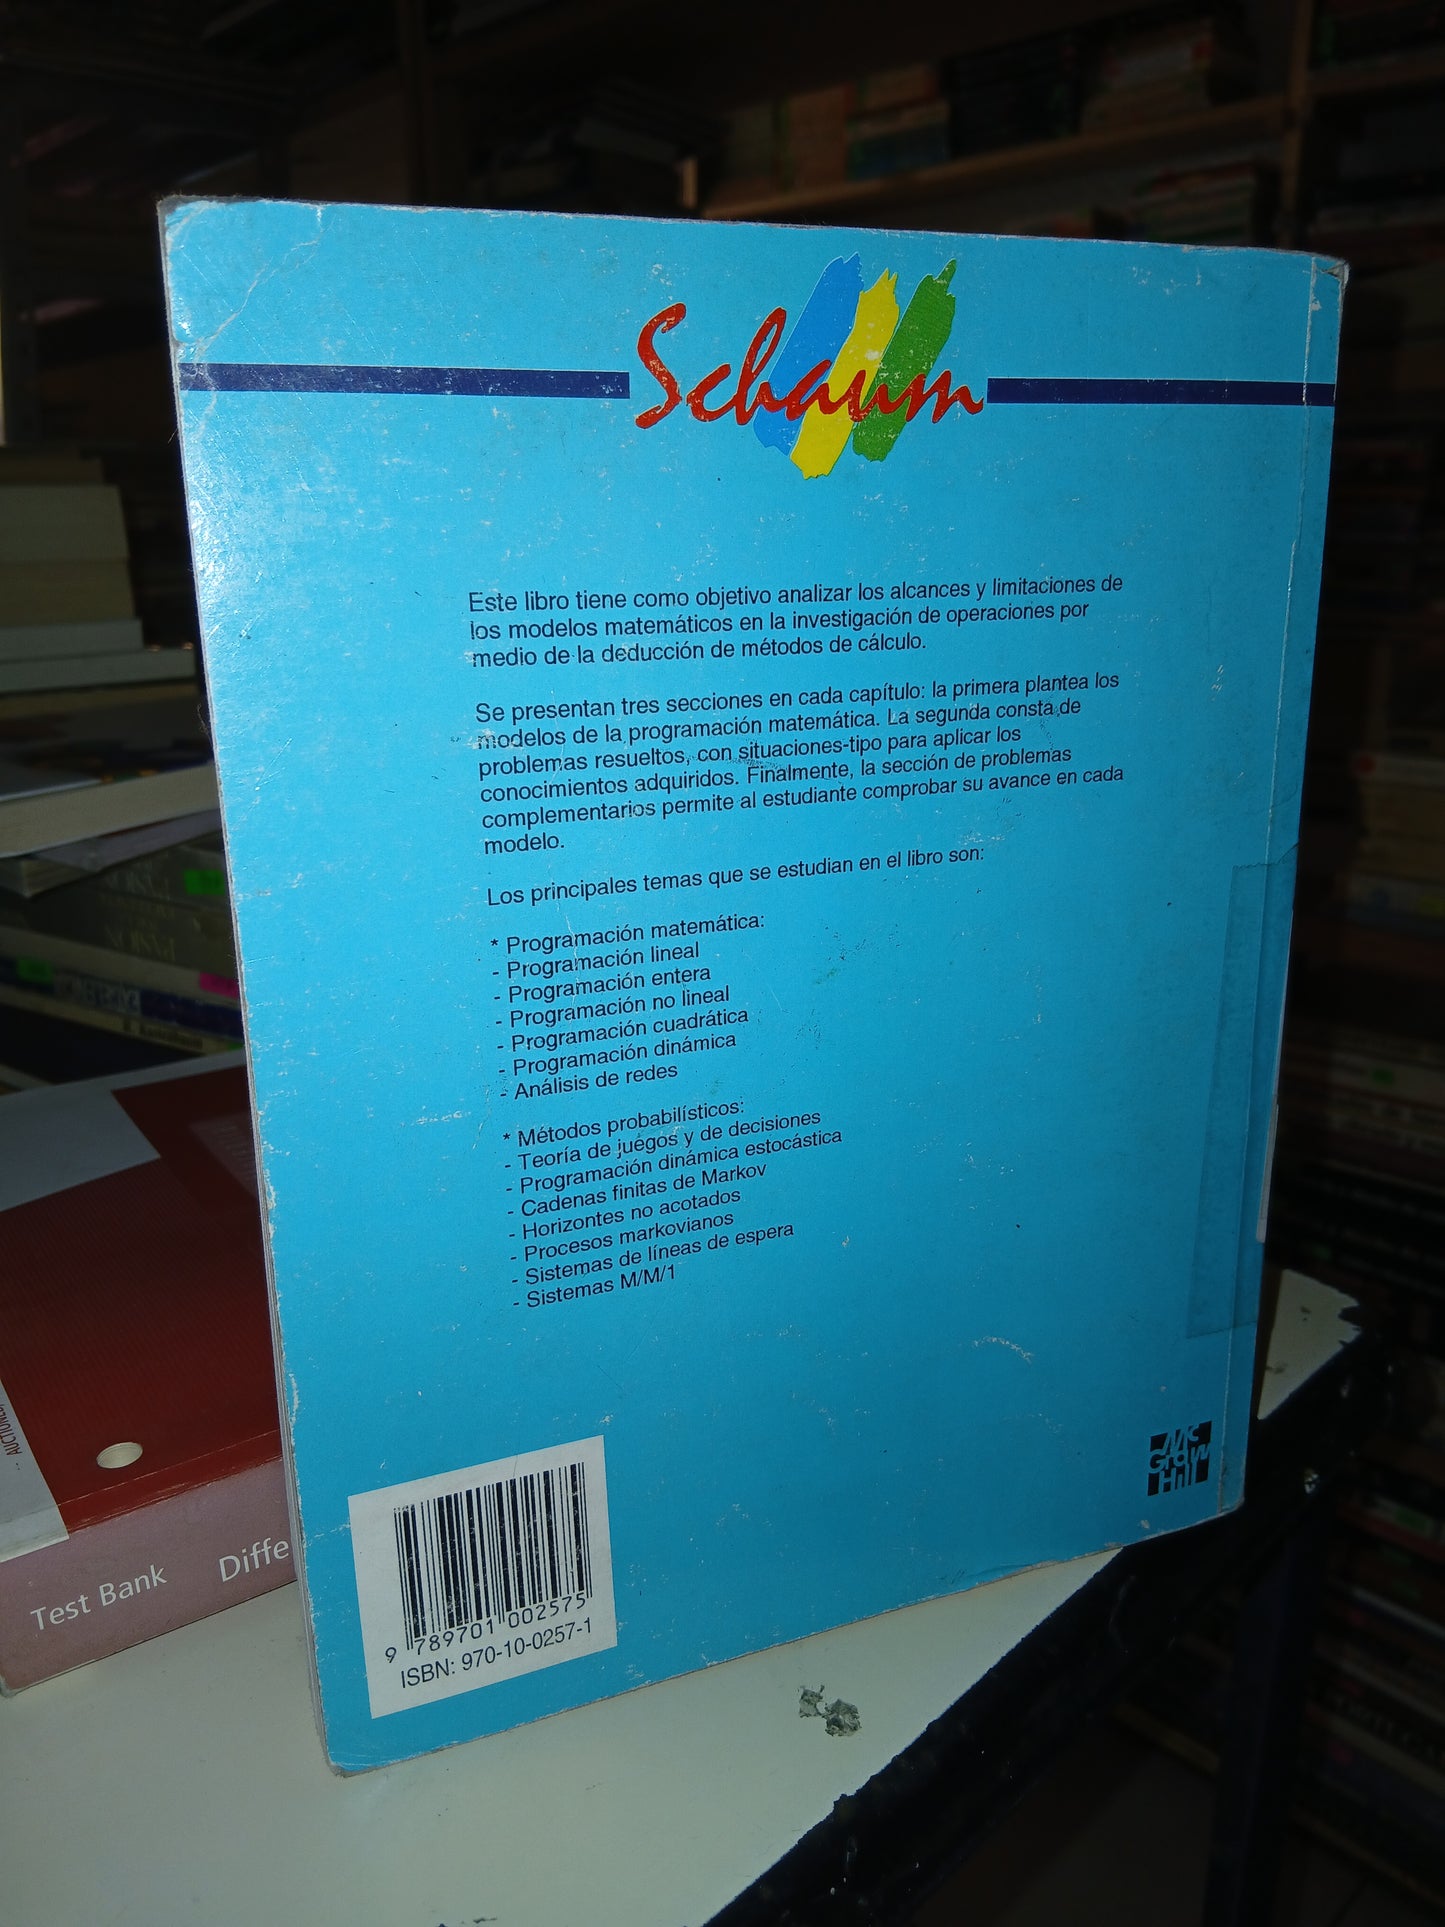 Schaum
Este libro tiene como objetivo analizar los alcances y limitaciones de
los modelos matemáticos en la investigación de operaciones por
medio de la deducción de métodos de cálculo.
Se presentan tres secciones en cada capítulo: la primera plantea los
modelos de la programación matemática. La segunda consta de
problemas resueltos, con situaciones-tipo para aplicar los
conocimientos adquiridos. Finalmente, la sección de problemas
complementarios permite al estudiante comprobar su avance en cada
modelo.
Los principales temas que se estudian en el libro son:
* Programación matemática:
- Programación lineal
- Programación entera
- Programación no lineal
- Programación cuadrática
- Programación dinámica
- Análisis de redes
* Métodos probabilísticos:
- Teoría de juegos y de decisiones
- Programación dinámica estocástica
- Cadenas finitas de Markov
- Horizontes no acotados
- Procesos markovianos
- Sistemas de líneas de espera
- Sistemas M/M/1
Mc
Graw
Hill
9 789701 002575
ISBN: 970-10-0257-1
Test Bank Diffe